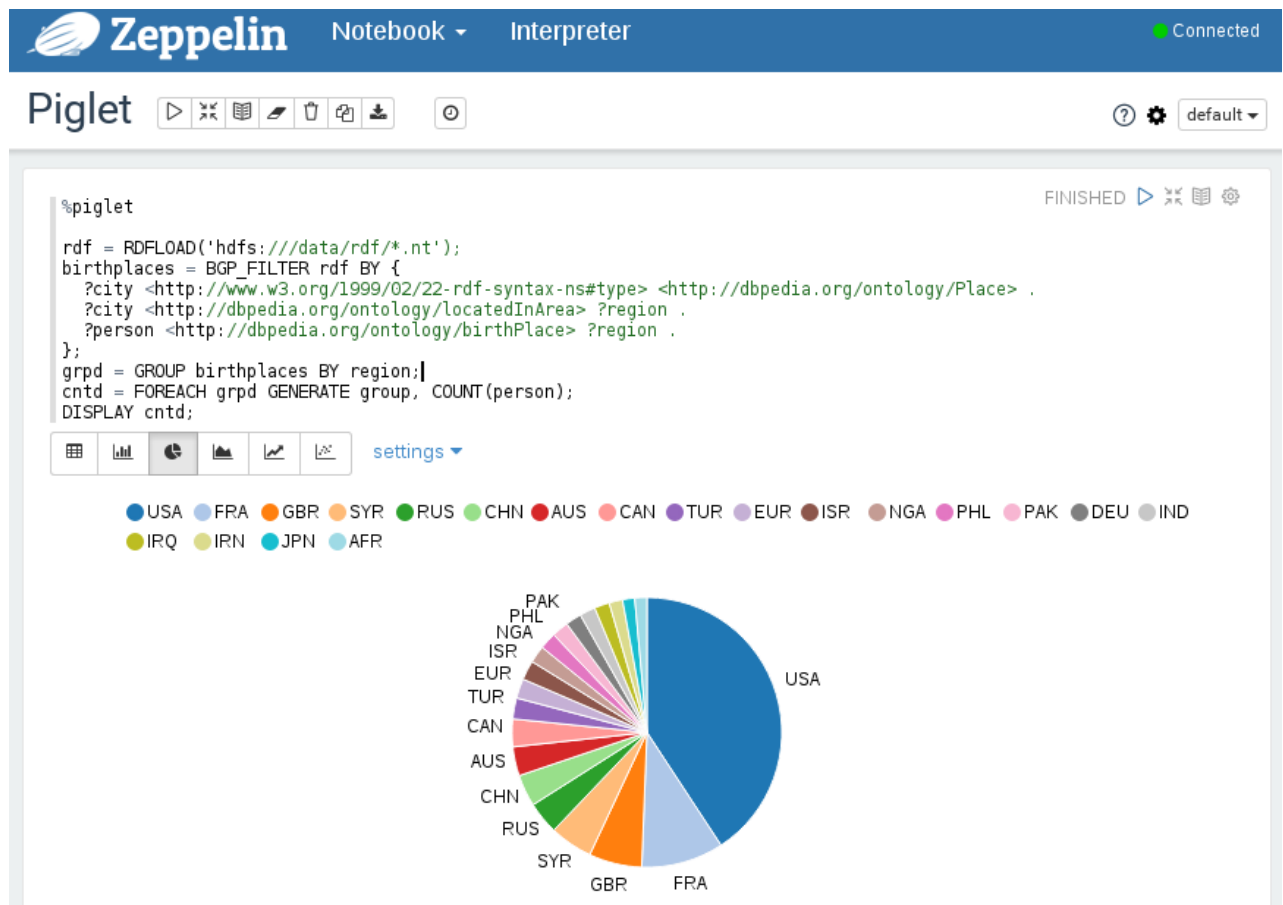 Zeppelin Notebook Interpreter Connected
Piglet default
FINISHED
%piglet
rdf = RDFLOAD('hdfs:///data/rdf/*.nt');
birthplaces = BGP_FILTER rdf BY {
?city <http://www.w3.org/1999/02/22-rdf-syntax-ns#type> <http://dbpedia.org/ontology/Place> .
?city <http://dbpedia.org/ontology/locatedInArea> ?region .
?person <http://dbpedia.org/ontology/birthPlace> ?region .
};
grpd = GROUP birthplaces BY region;
cntd = FOREACH grpd GENERATE group, COUNT(person);
DISPLAY cntd;
settings
USA FRA GBR SYR RUS CHN AUS CAN TUR EUR ISR NGA PHL PAK DEU IND
IRQ IRN JPN AFR
PAK
PHL
NGA
ISR
EUR
USA
TUR
CAN
AUS
CHN
RUS
SYR
GBR FRA